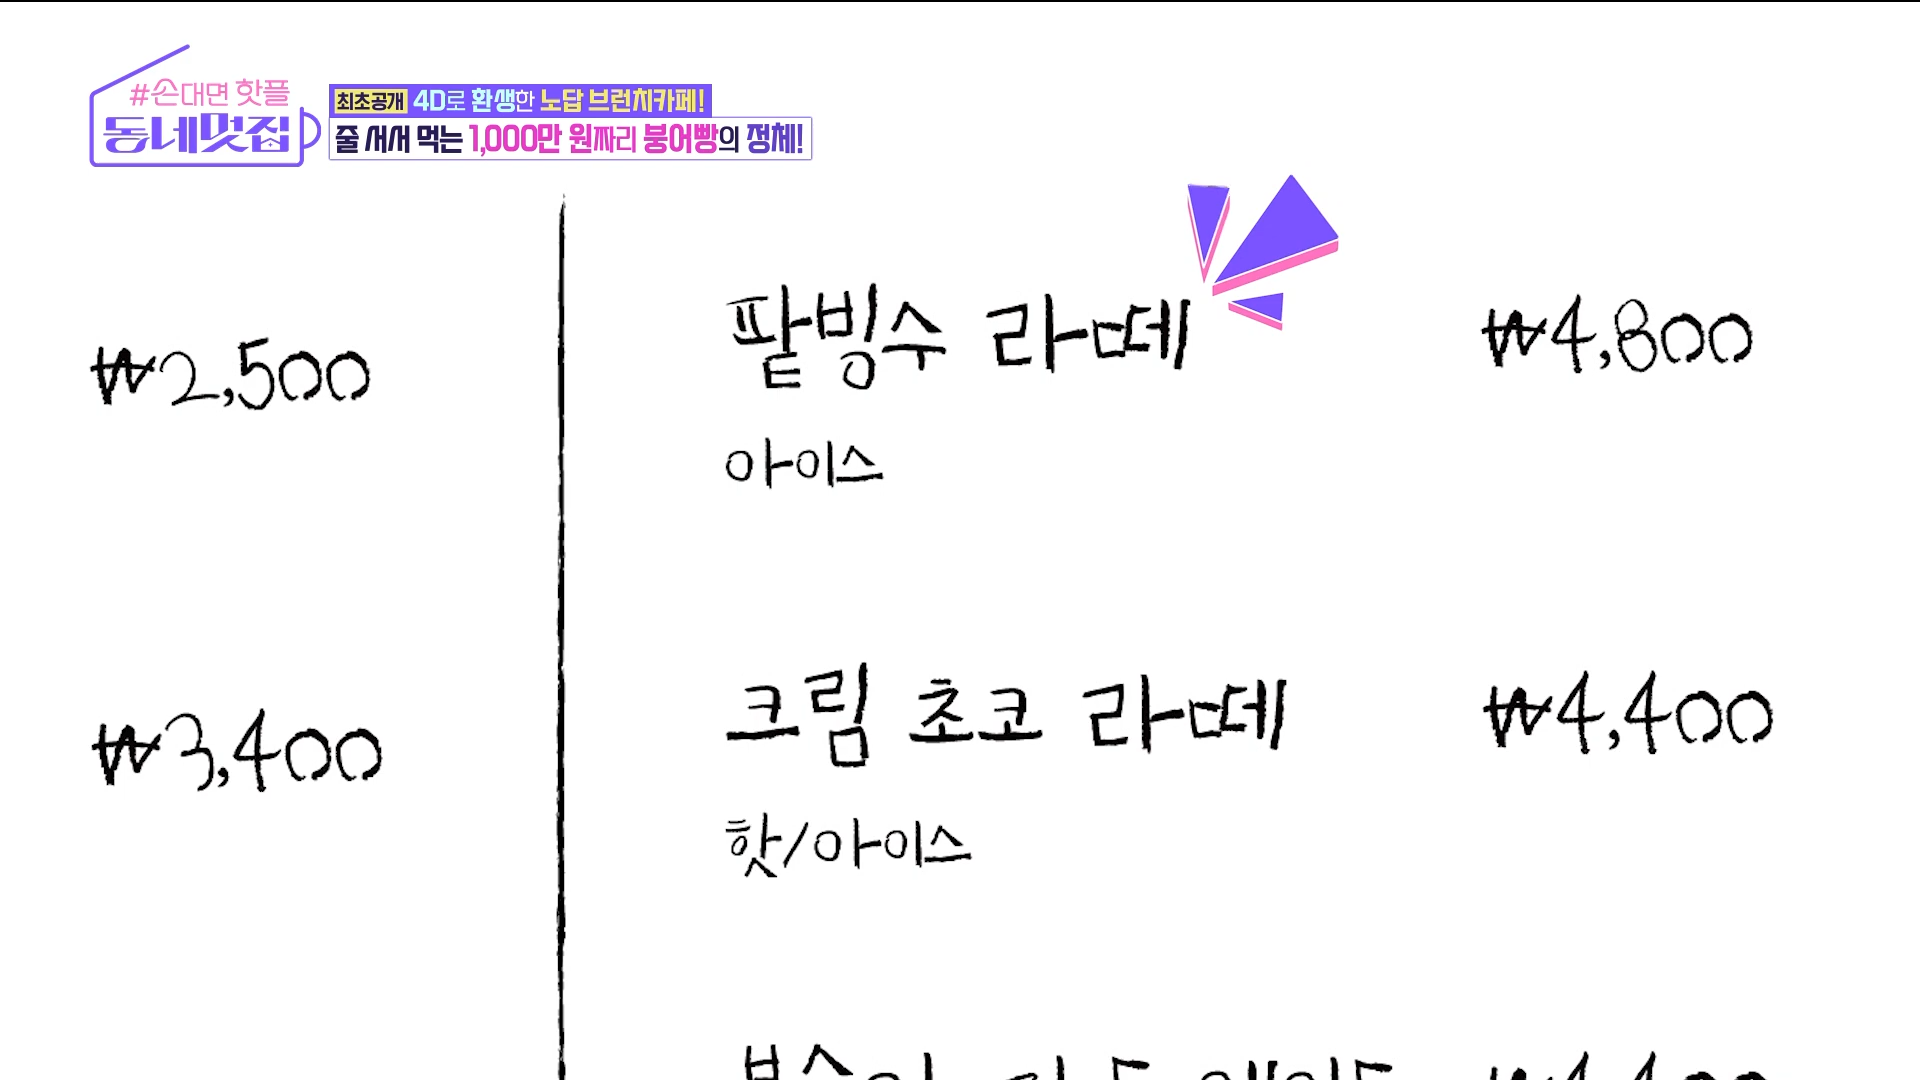 #손대면 핫플
동네멋집
최초공개 4D로 환생한 노답 브런치카페!
줄 서서 먹는 1,000만 원짜리 붕어빵의 정체!
₩2,500
₩3,400
팥빙수 라떼 ₩4,800
아이스
크림 초코 라떼 ₩4,400
핫/아이스